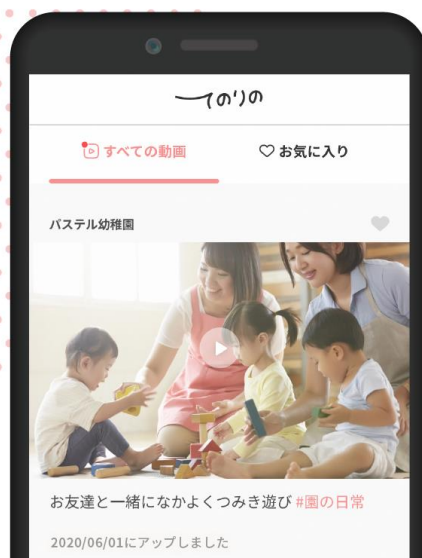 てのりの
すべての動画
お気に入り
パステル幼稚園
お友達と一緒になかよくつみき遊び #園の日常
2020/06/01にアップしました